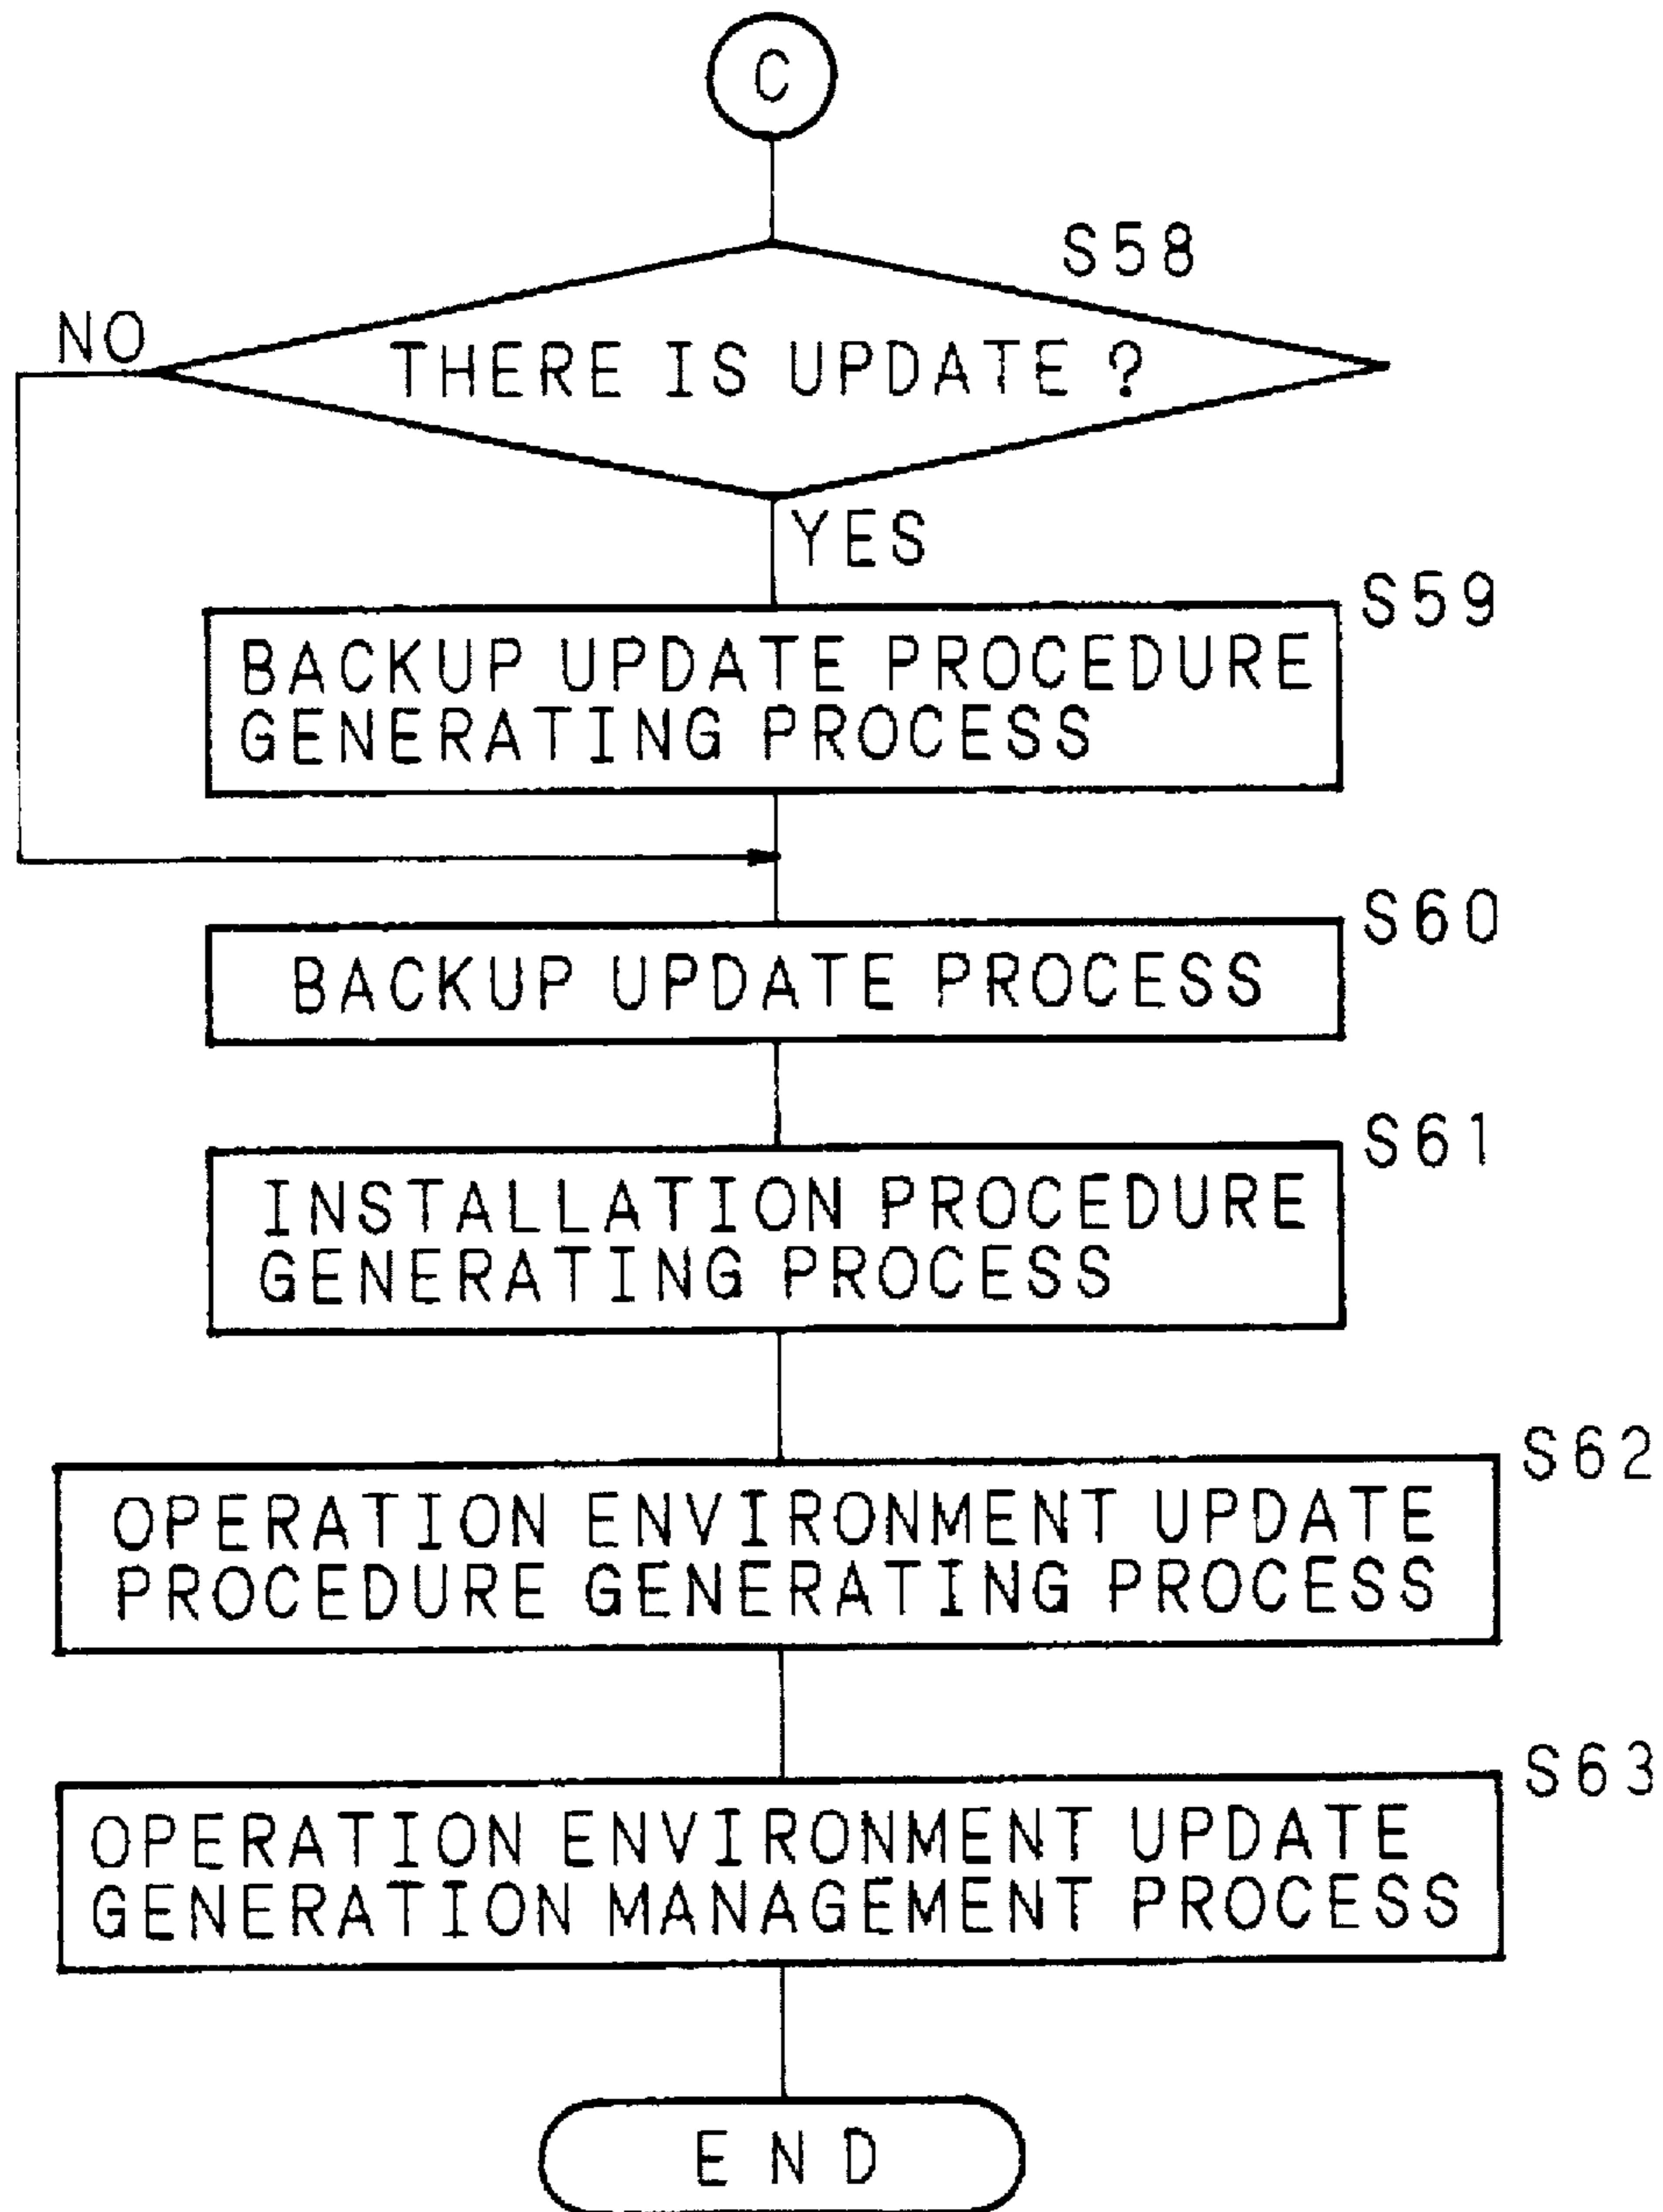 C
S58
NO
THERE IS UPDATE ?
YES
S59
BACKUP UPDATE PROCEDURE
GENERATING PROCESS
S60
BACKUP UPDATE PROCESS
S61
INSTALLATION PROCEDURE
GENERATING PROCESS
S62
OPERATION ENVIRONMENT UPDATE
PROCEDURE GENERATING PROCESS
S63
OPERATION ENVIRONMENT UPDATE
GENERATION MANAGEMENT PROCESS
END